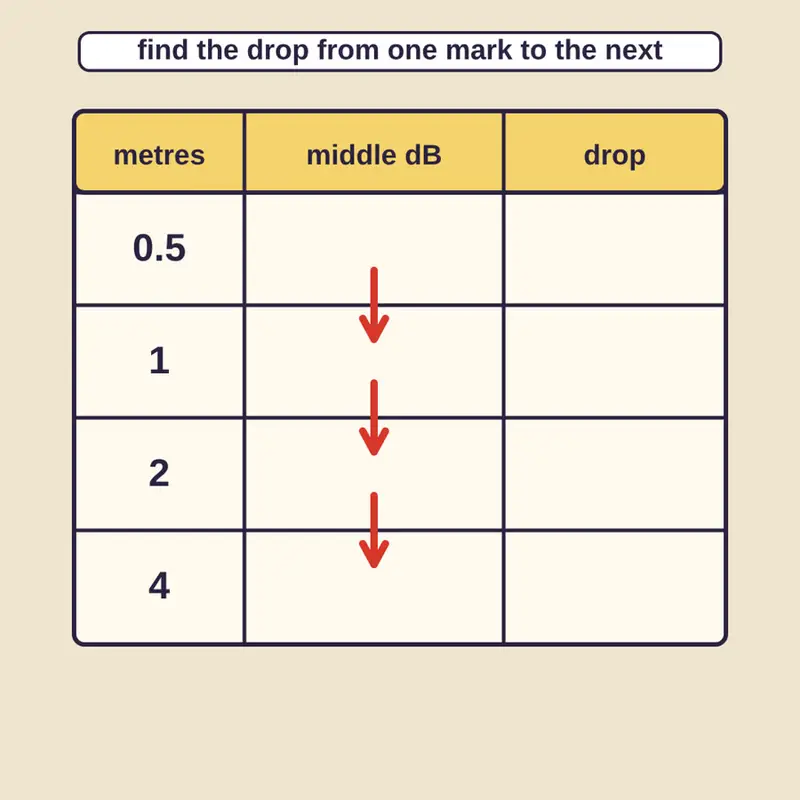 find the drop from one mark to the next
metres middle dB drop
0.5
1
2
4